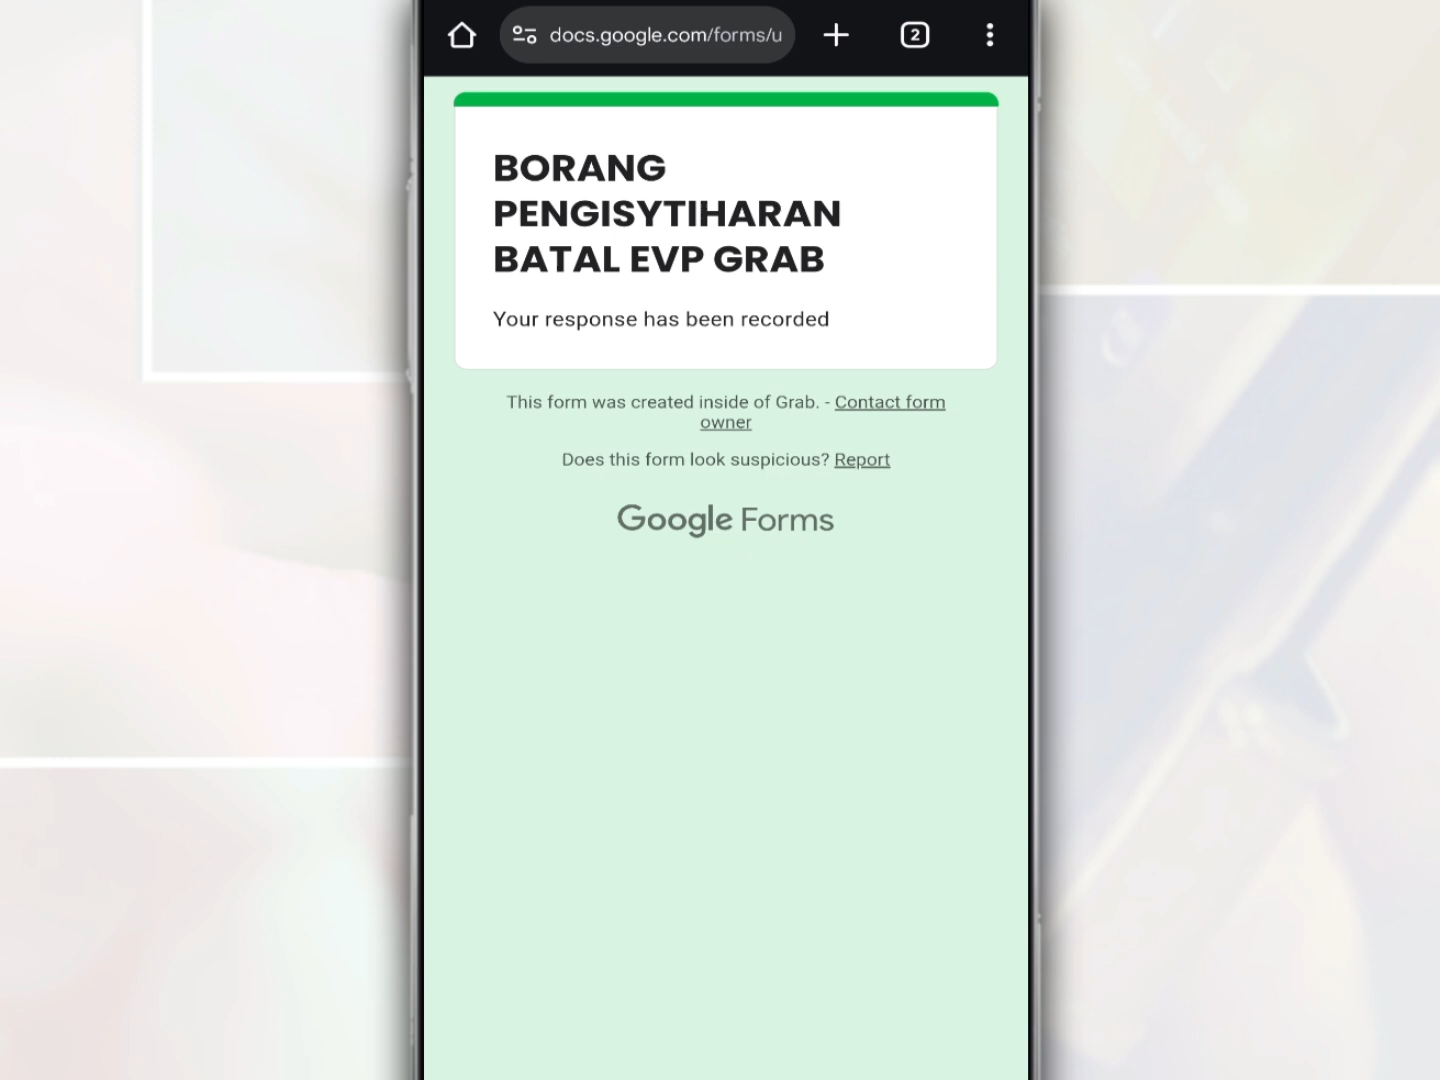 docs.google.com/forms/u
2
BORANG
PENGISYTIHARAN
BATAL EVP GRAB
Your response has been recorded
This form was created inside of Grab. - Contact form
owner
Does this form look suspicious? Report
Google Forms